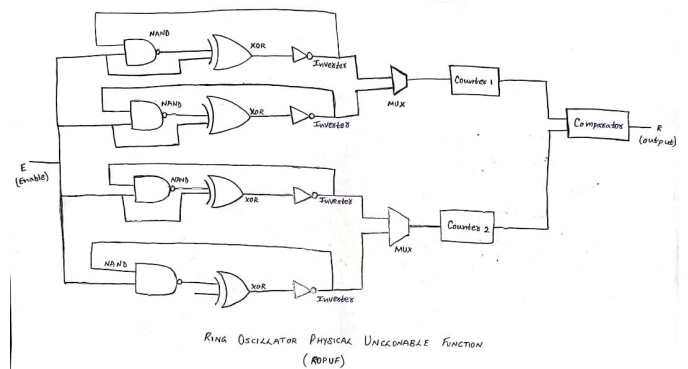 NAND
XOR
Inverter
NAND
XOR
Inverter
MUX
Counter 1
Comparator
R
(output)
E
(Enable)
NAND
XOR
Inverter
MUX
Counter 2
NAND
XOR
Inverter
RING OSCILLATOR PHYSICAL UNCLONABLE FUNCTION
(ROPUF)